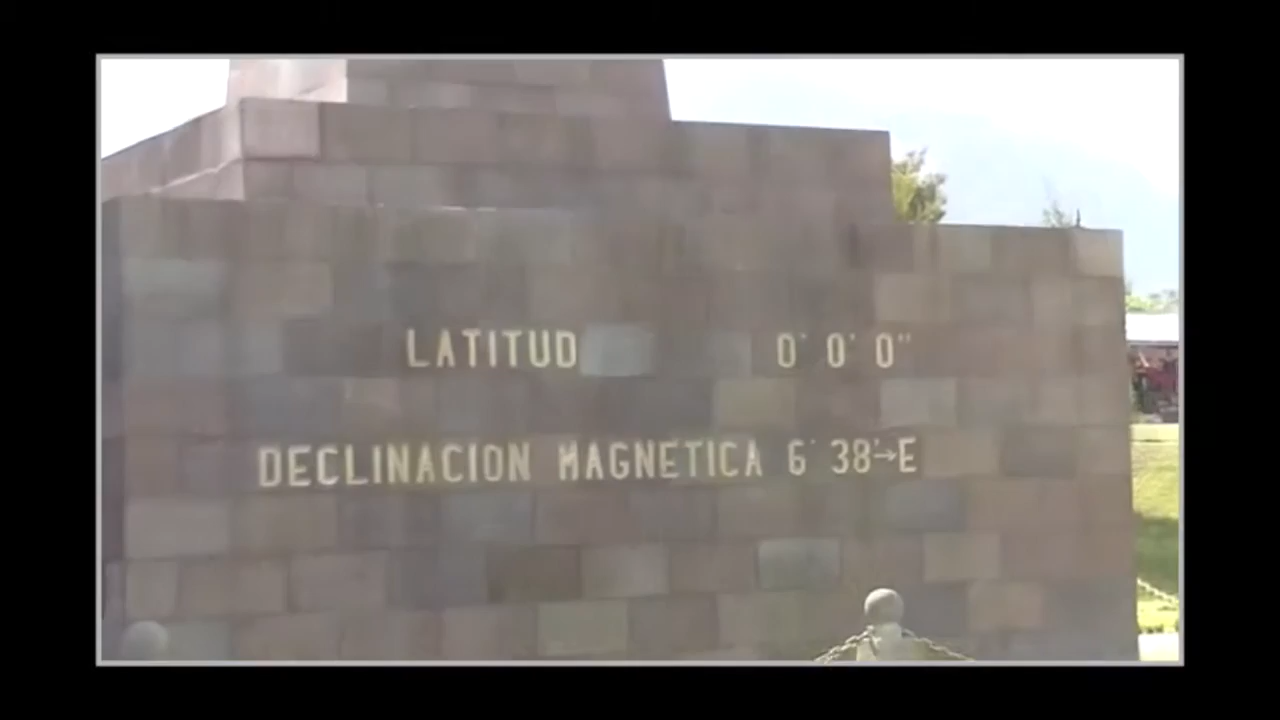 LATITUD 0° 0' 0"
DECLINACION MAGNETICA 6° 38'→E